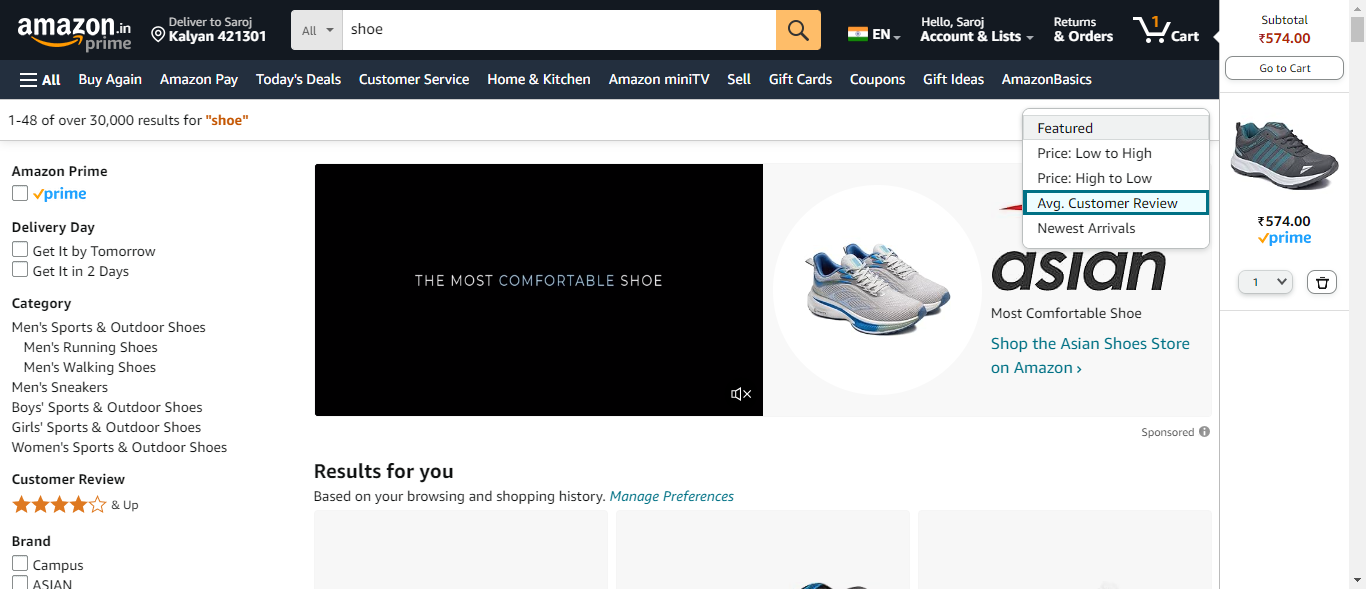 amazon.in
prime
Deliver to Saroj
Kalyan 421301
All
shoe
EN
Hello, Saroj
Account & Lists
Returns
& Orders
1
Cart
Subtotal
₹574.00
Go to Cart
All
Buy Again
Amazon Pay
Today's Deals
Customer Service
Home & Kitchen
Amazon miniTV
Sell
Gift Cards
Coupons
Gift Ideas
AmazonBasics
1-48 of over 30,000 results for "shoe"
Featured
Price: Low to High
Price: High to Low
Avg. Customer Review
Newest Arrivals
₹574.00
prime
1
Amazon Prime
prime
Delivery Day
Get It by Tomorrow
Get It in 2 Days
Category
Men's Sports & Outdoor Shoes
Men's Running Shoes
Men's Walking Shoes
Men's Sneakers
Boys' Sports & Outdoor Shoes
Girls' Sports & Outdoor Shoes
Women's Sports & Outdoor Shoes
Customer Review
& Up
Brand
Campus
ASIAN
THE MOST COMFORTABLE SHOE
asian
Most Comfortable Shoe
Shop the Asian Shoes Store
on Amazon ›
Sponsored
Results for you
Based on your browsing and shopping history. Manage Preferences